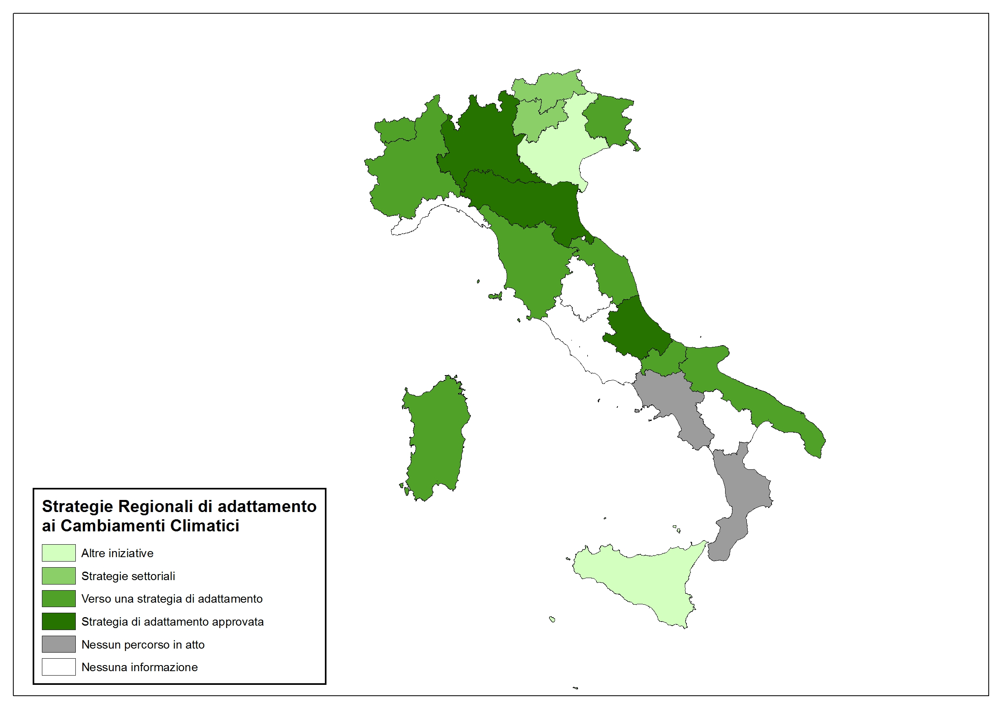 Strategie Regionali di adattamento
ai Cambiamenti Climatici
Altre iniziative
Strategie settoriali
Verso una strategia di adattamento
Strategia di adattamento approvata
Nessun percorso in atto
Nessuna informazione